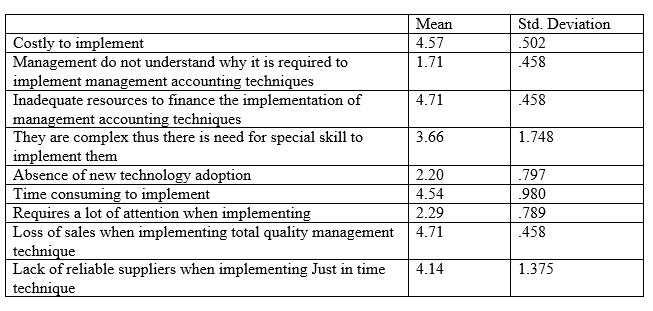 Mean Std. Deviation
Costly to implement 4.57 .502
Management do not understand why it is required to 1.71 .458
implement management accounting techniques
Inadequate resources to finance the implementation of 4.71 .458
management accounting techniques
They are complex thus there is need for special skill to 3.66 1.748
implement them
Absence of new technology adoption 2.20 .797
Time consuming to implement 4.54 .980
Requires a lot of attention when implementing 2.29 .789
Loss of sales when implementing total quality management 4.71 .458
technique
Lack of reliable suppliers when implementing Just in time 4.14 1.375
technique